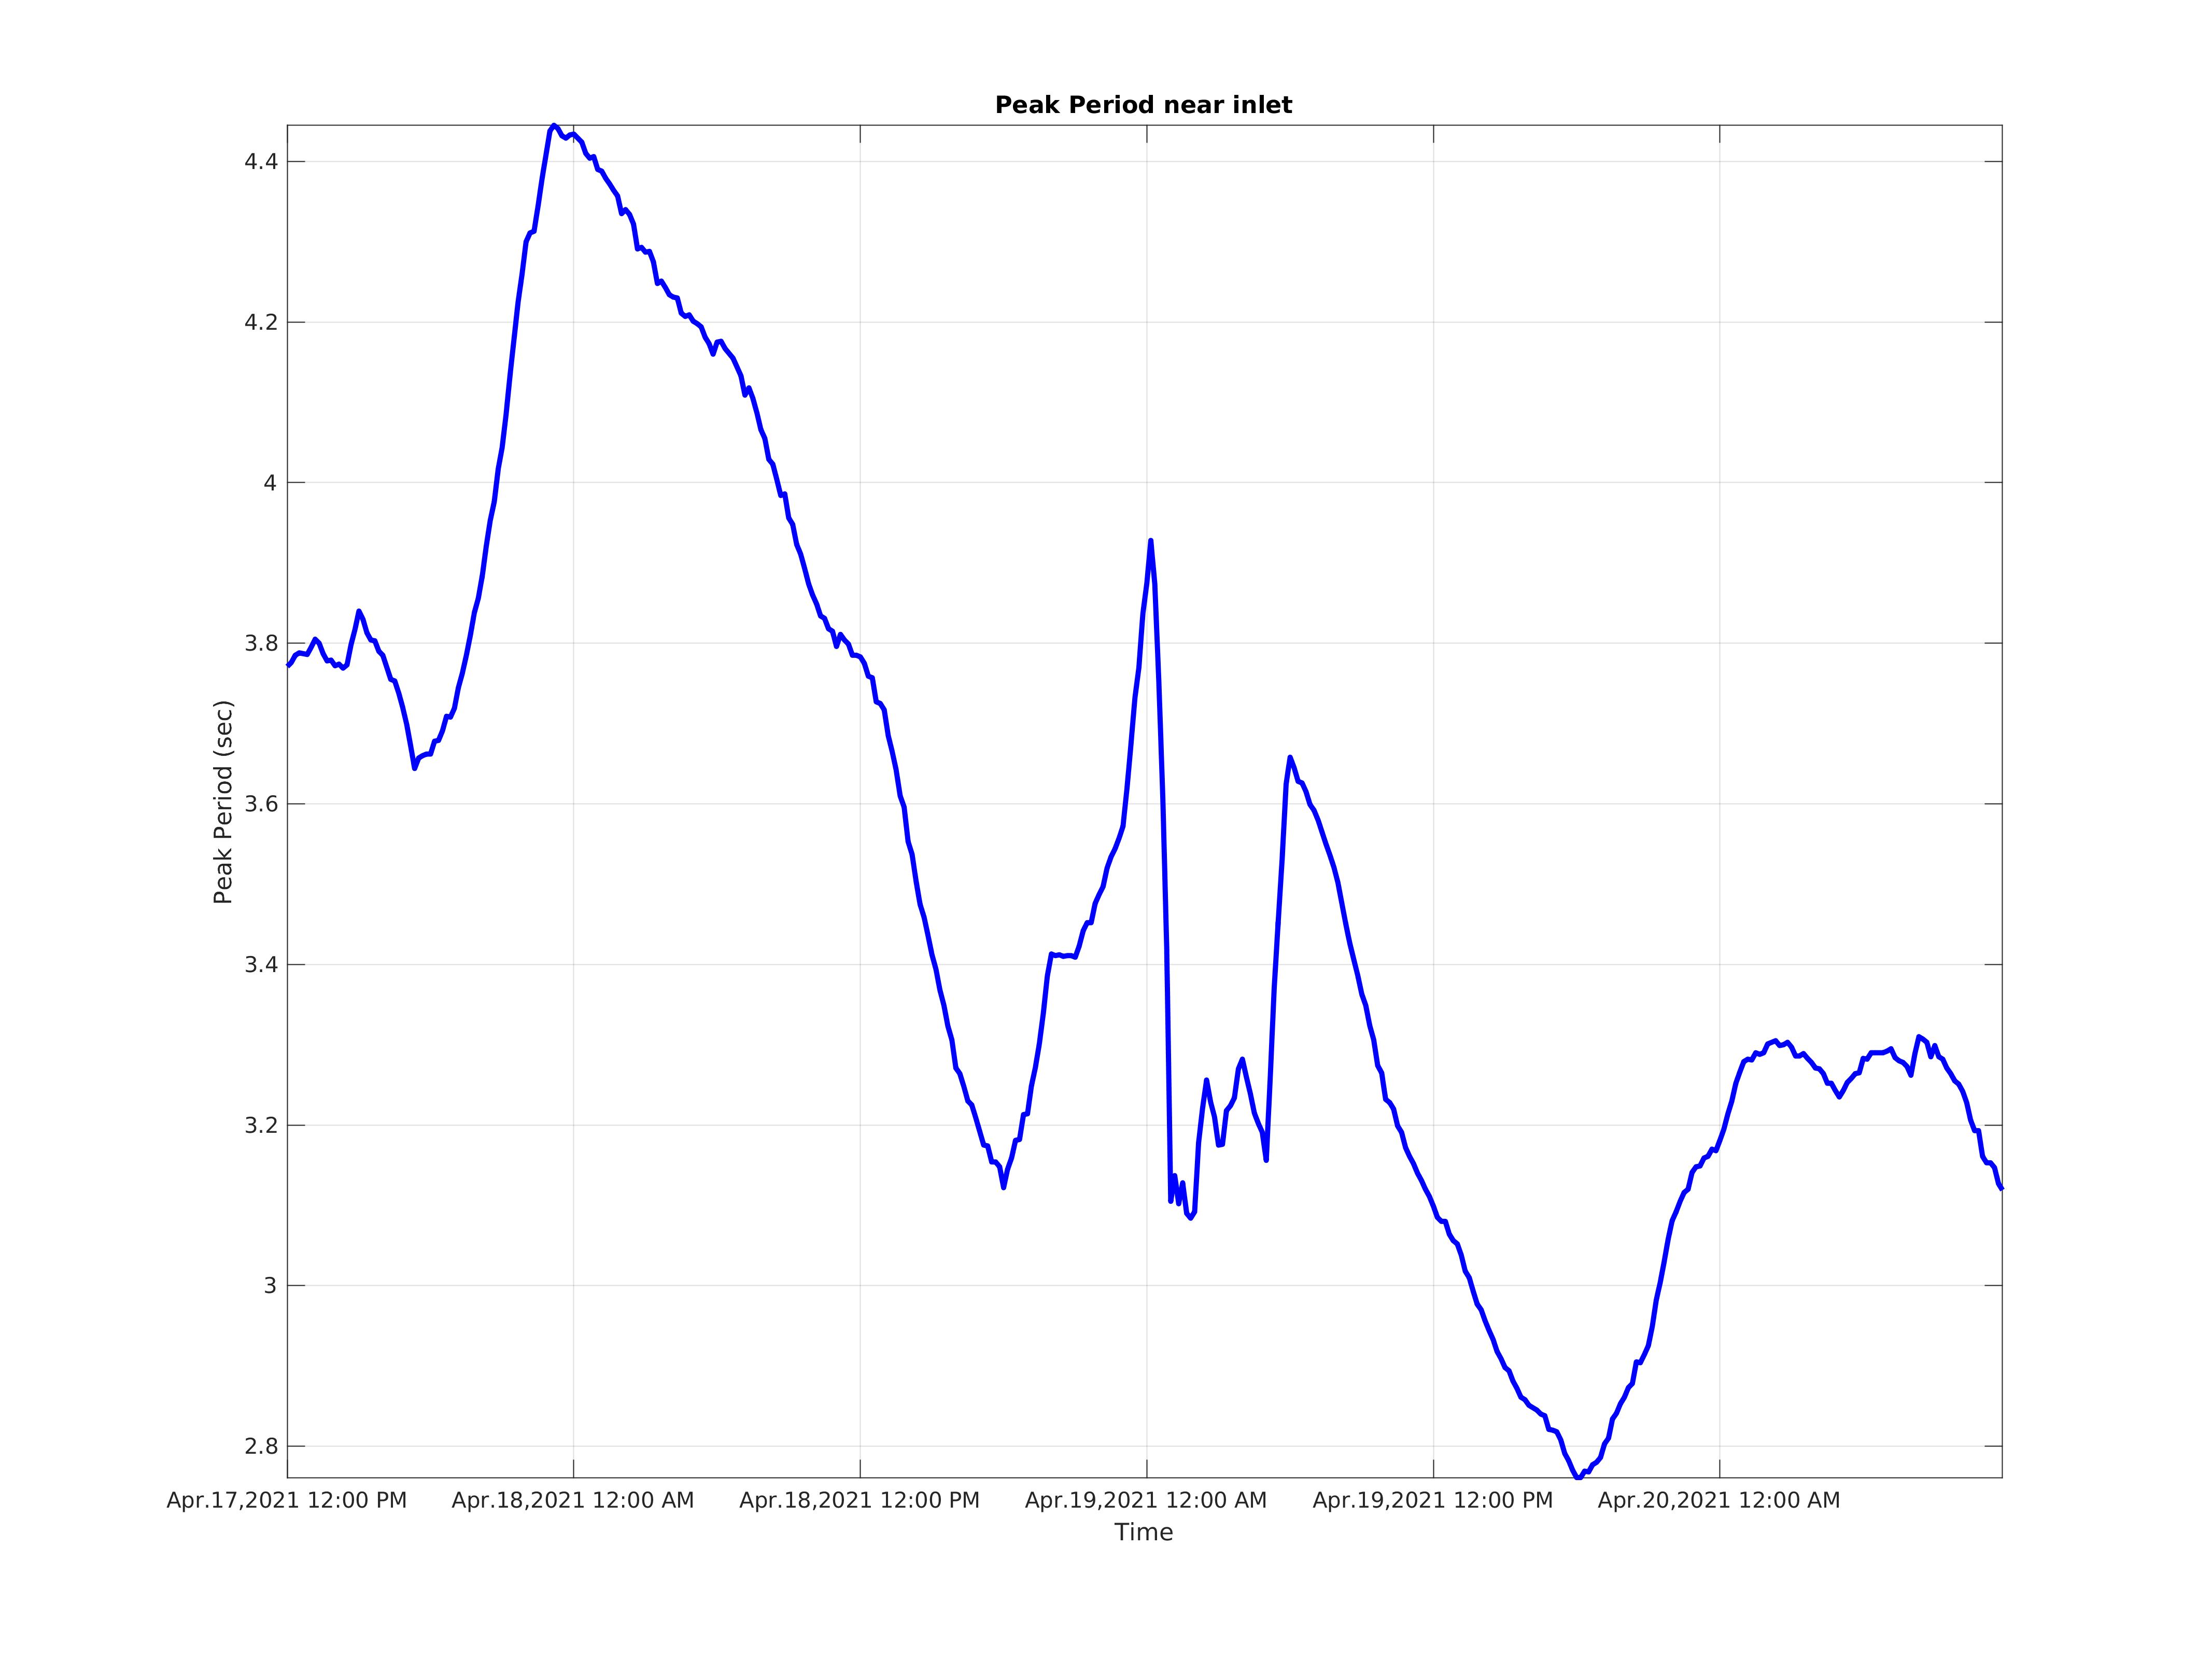 Peak Period near inlet
4.4
4.2
4
3.8
3.6
3.4
3.2
3
2.8
Peak Period (sec)
Apr.17,2021 12:00 PM Apr.18,2021 12:00 AM Apr.18,2021 12:00 PM Apr.19,2021 12:00 AM Apr.19,2021 12:00 PM Apr.20,2021 12:00 AM
Time